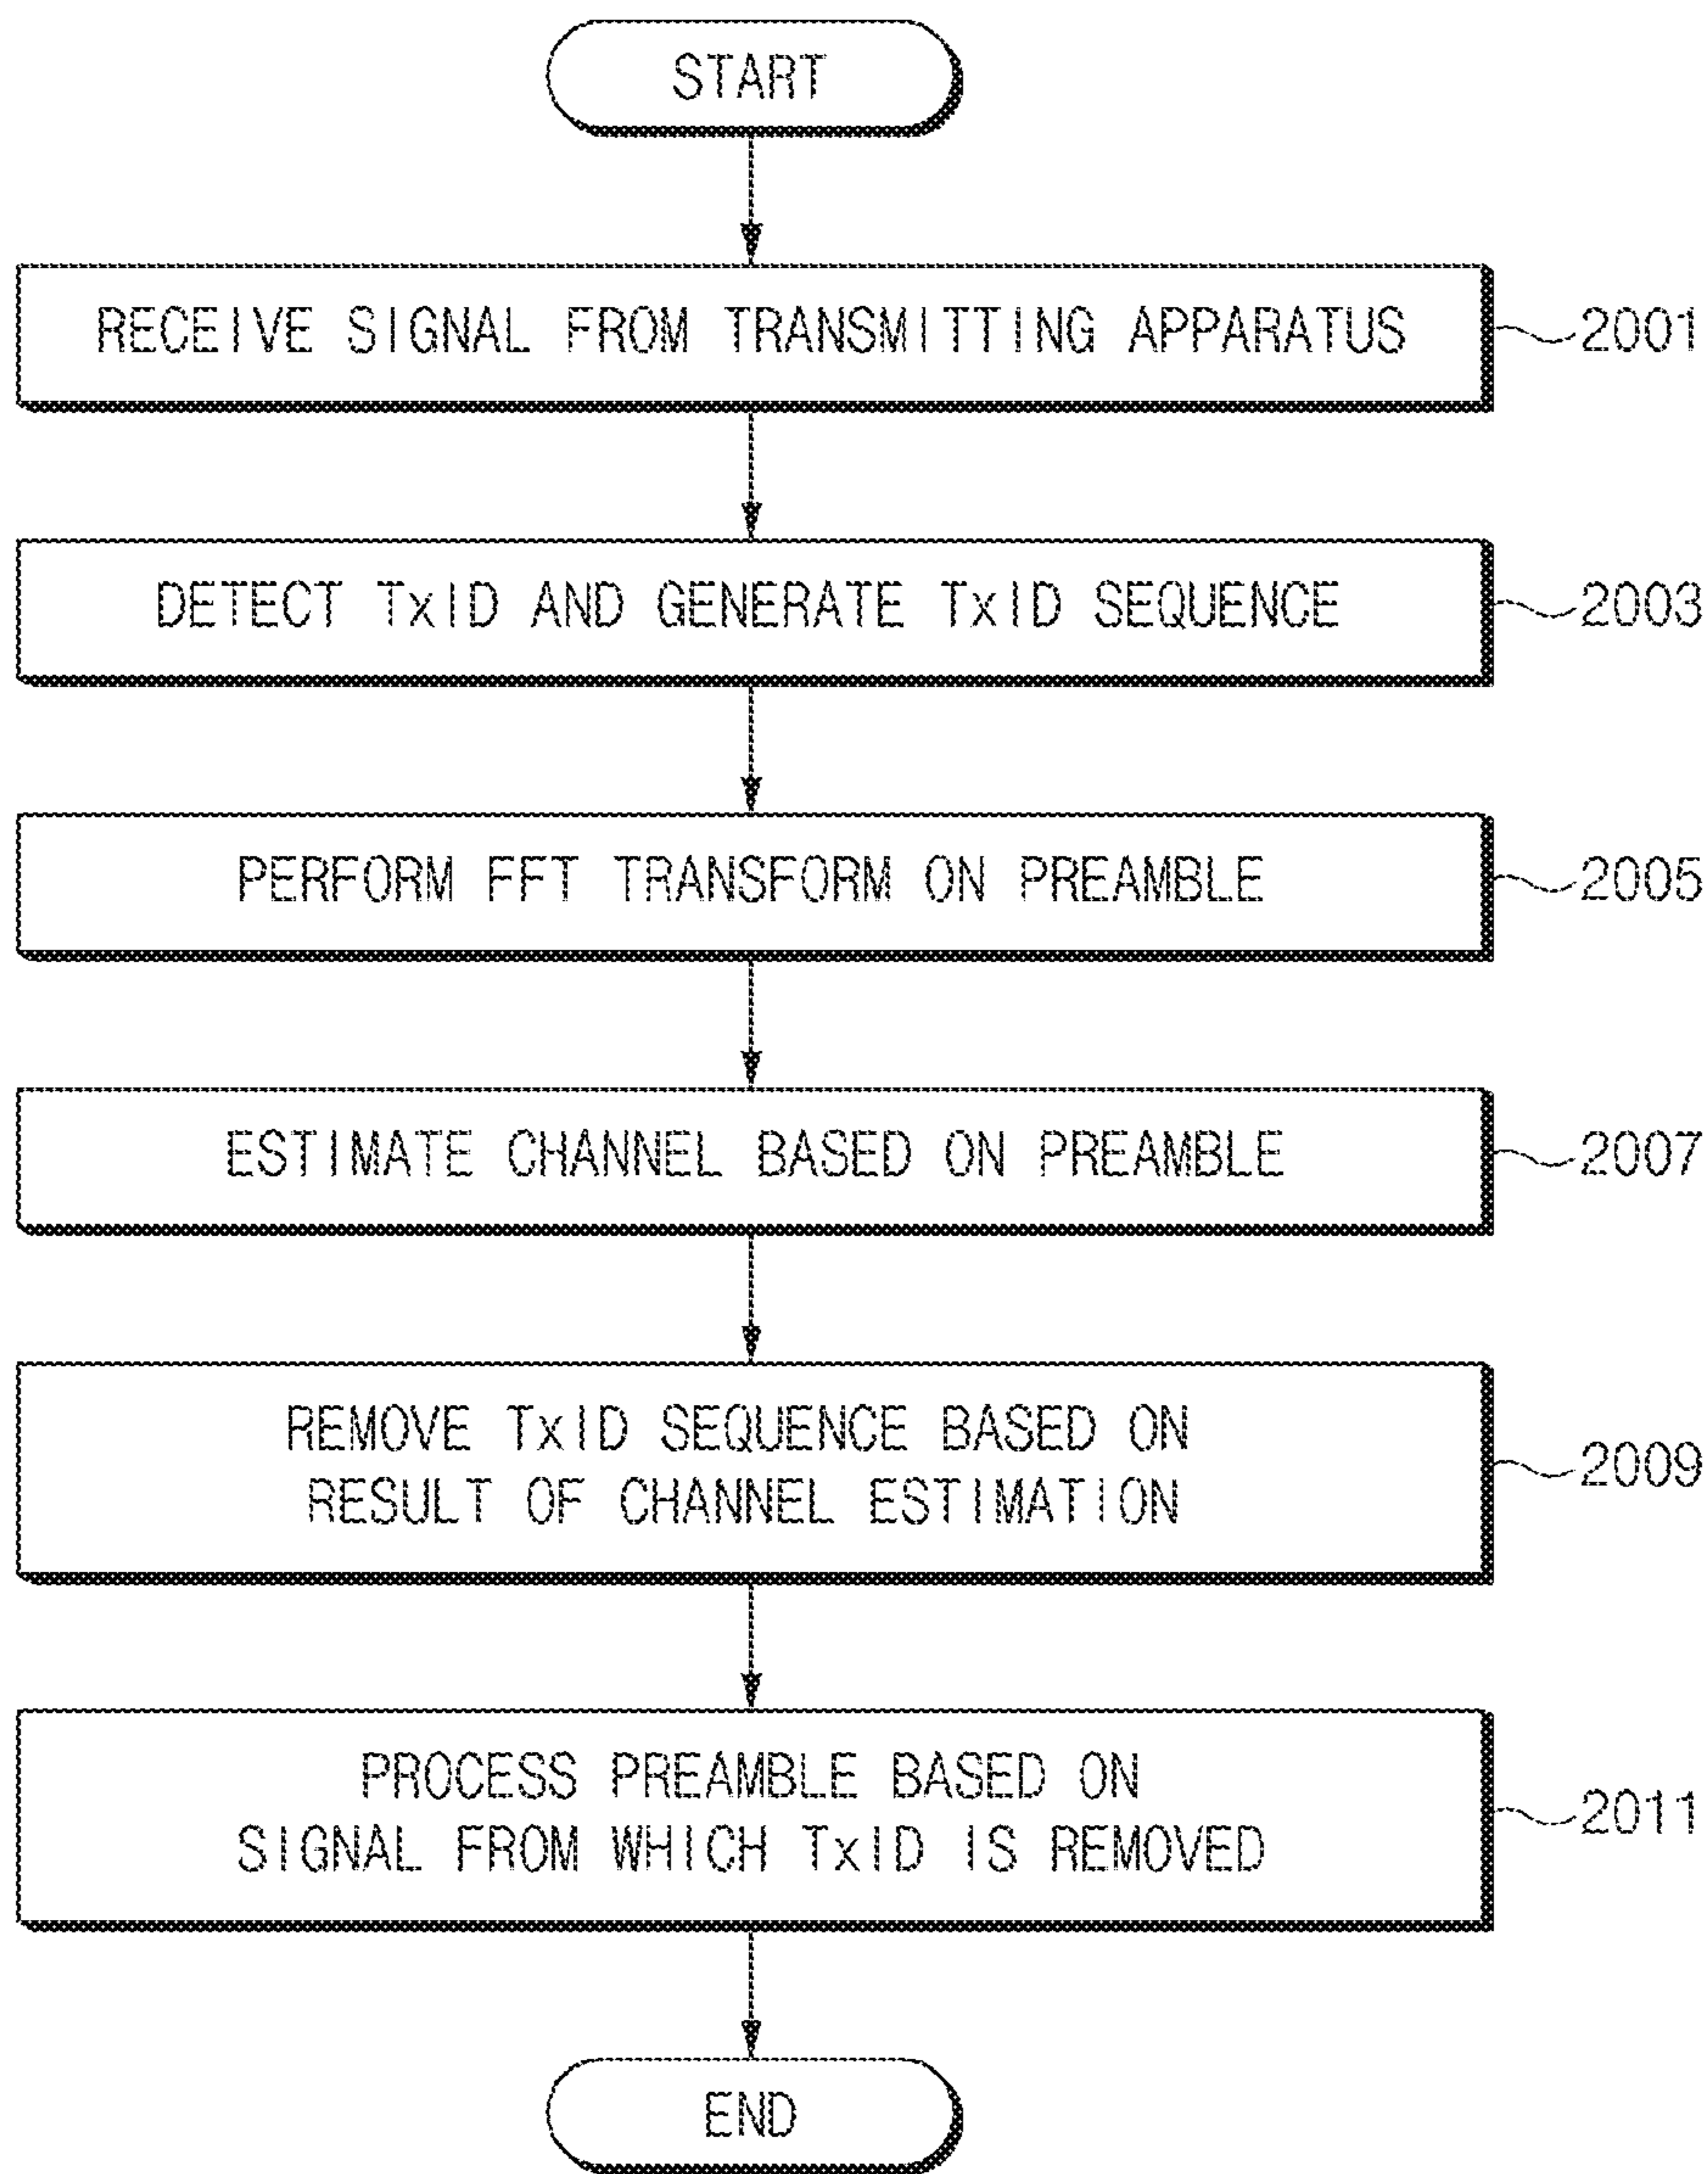 START
RECEIVE SIGNAL FROM TRANSMITTING APPARATUS
2001
DETECT TxID AND GENERATE TxID SEQUENCE
2003
PERFORM FFT TRANSFORM ON PREAMBLE
2005
ESTIMATE CHANNEL BASED ON PREAMBLE
2007
REMOVE TxID SEQUENCE BASED ON
RESULT OF CHANNEL ESTIMATION
2009
PROCESS PREAMBLE BASED ON
SIGNAL FROM WHICH TxID IS REMOVED
2011
END